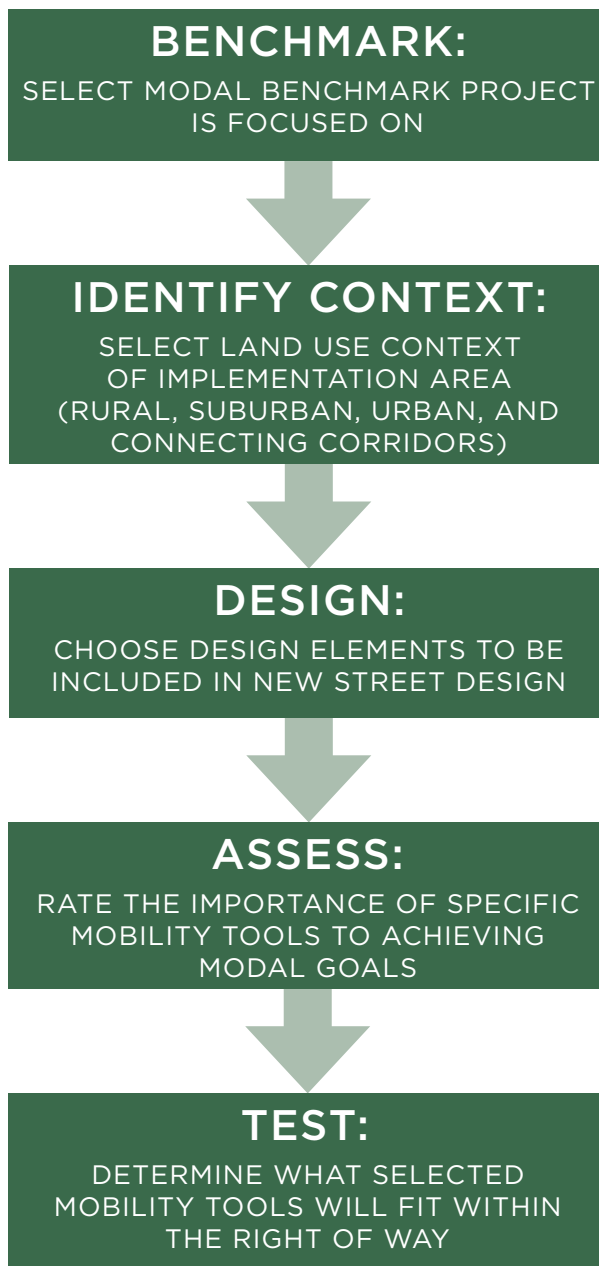 BENCHMARK:
SELECT MODAL BENCHMARK PROJECT
IS FOCUSED ON
IDENTIFY CONTEXT:
SELECT LAND USE CONTEXT
OF IMPLEMENTATION AREA
(RURAL, SUBURBAN, URBAN, AND
CONNECTING CORRIDORS)
DESIGN:
CHOOSE DESIGN ELEMENTS TO BE
INCLUDED IN NEW STREET DESIGN
ASSESS:
RATE THE IMPORTANCE OF SPECIFIC
MOBILITY TOOLS TO ACHIEVING
MODAL GOALS
TEST:
DETERMINE WHAT SELECTED
MOBILITY TOOLS WILL FIT WITHIN
THE RIGHT OF WAY